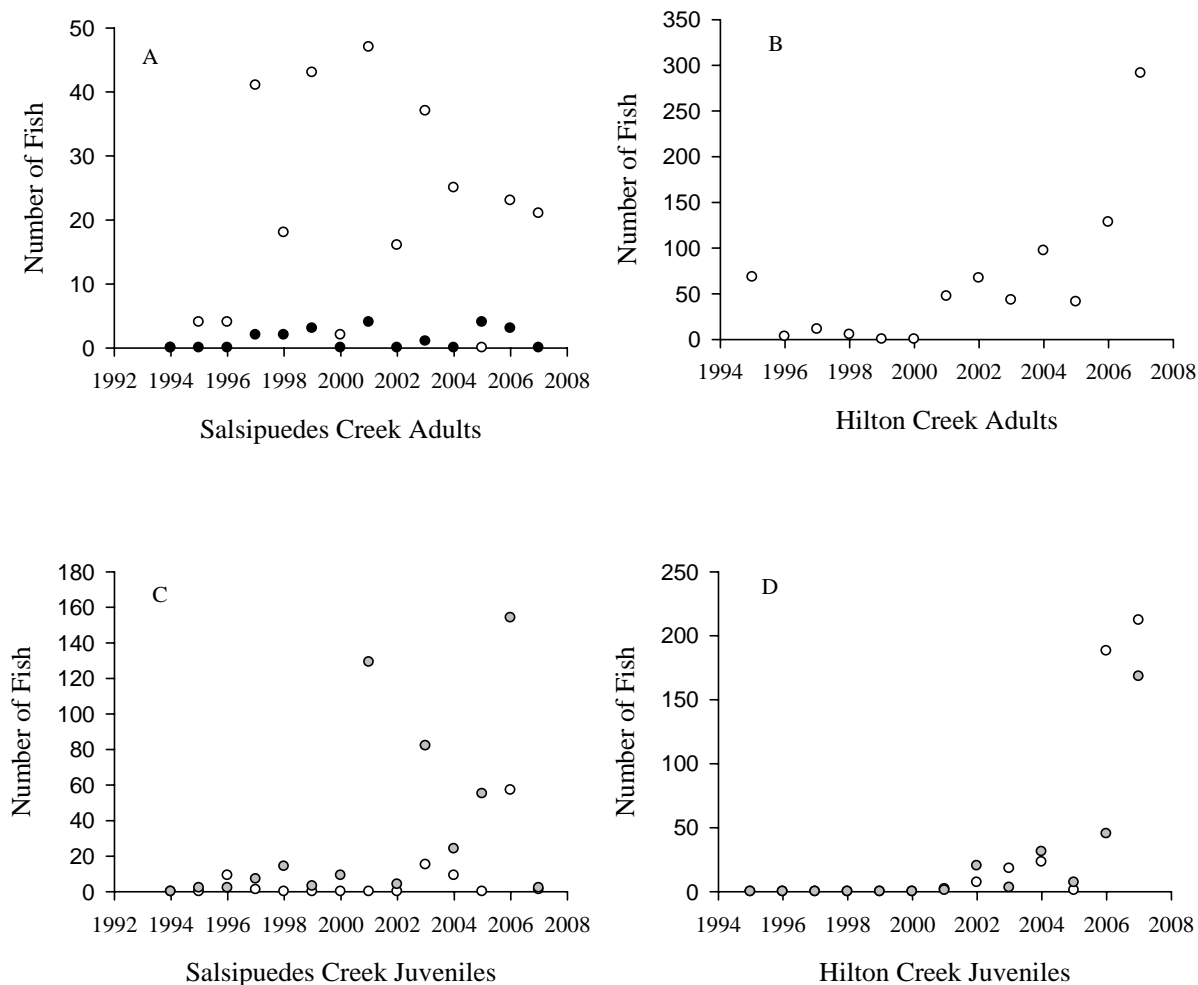 A
Number of Fish
50
40
30
20
10
0
1992 1994 1996 1998 2000 2002 2004 2006 2008
Salsipuedes Creek Adults
B
Number of Fish
350
300
250
200
150
100
50
0
1994 1996 1998 2000 2002 2004 2006 2008
Hilton Creek Adults
C
Number of Fish
180
160
140
120
100
80
60
40
20
0
1992 1994 1996 1998 2000 2002 2004 2006 2008
Salsipuedes Creek Juveniles
D
Number of Fish
250
200
150
100
50
0
1994 1996 1998 2000 2002 2004 2006 2008
Hilton Creek Juveniles